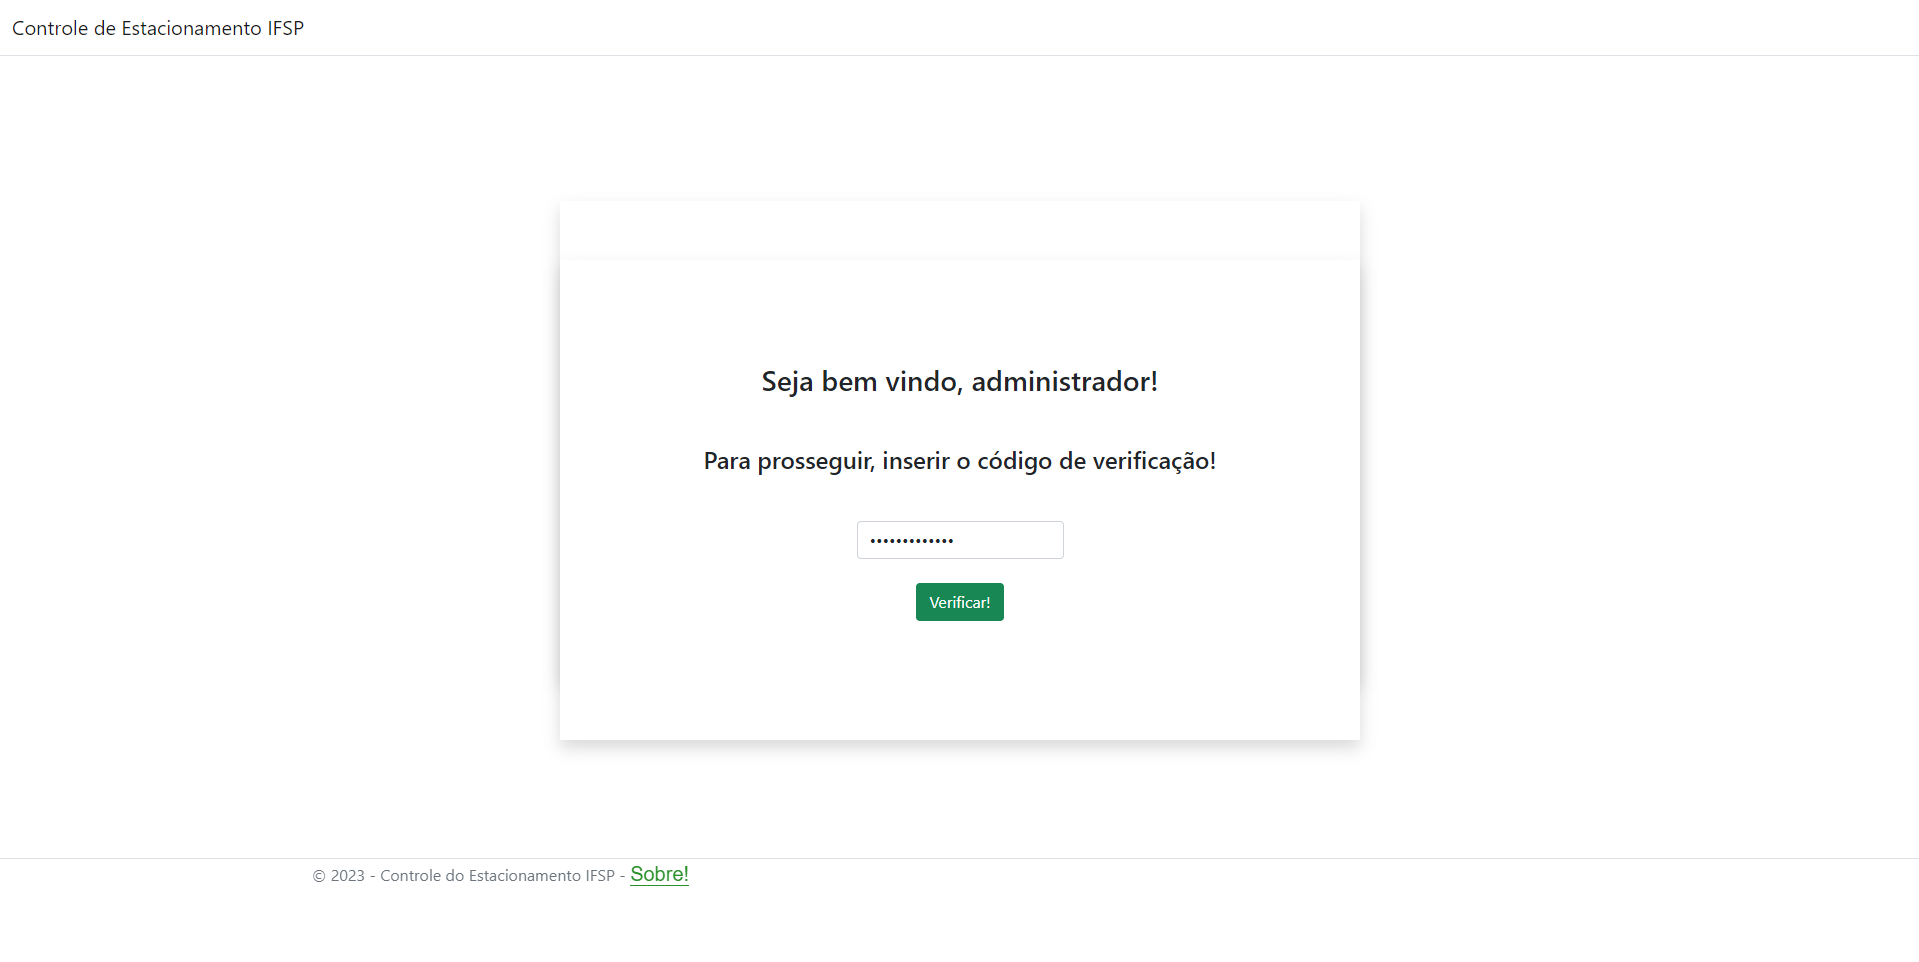 Controle de Estacionamento IFSP
Seja bem vindo, administrador!
Para prosseguir, inserir o código de verificação!
•••••••••••••
Verificar!
© 2023 - Controle do Estacionamento IFSP - Sobre!